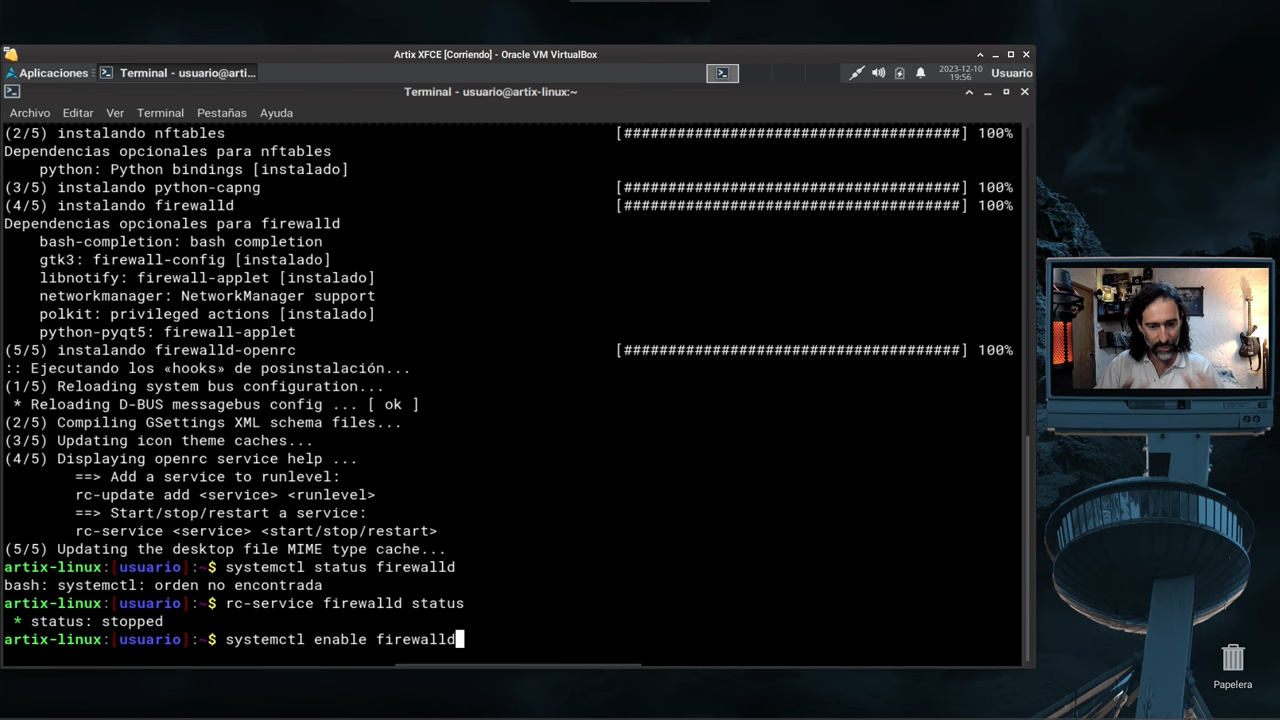 Artix XFCE [Corriendo] - Oracle VM VirtualBox
Aplicaciones
Terminal - usuario@arti...
2023-12-10
19:56
Usuario
Terminal - usuario@artix-linux:~
Archivo Editar Ver Terminal Pestañas Ayuda
(2/5) instalando nftables [######################################] 100%
Dependencias opcionales para nftables
python: Python bindings [instalado]
(3/5) instalando python-capng [######################################] 100%
(4/5) instalando firewalld [######################################] 100%
Dependencias opcionales para firewalld
bash-completion: bash completion
gtk3: firewall-config [instalado]
libnotify: firewall-applet [instalado]
networkmanager: NetworkManager support
polkit: privileged actions [instalado]
python-pyqt5: firewall-applet
(5/5) instalando firewalld-openrc [######################################] 100%
:: Ejecutando los «hooks» de posinstalación...
(1/5) Reloading system bus configuration...
* Reloading D-BUS messagebus config ... [ ok ]
(2/5) Compiling GSettings XML schema files...
(3/5) Updating icon theme caches...
(4/5) Displaying openrc service help ...
==> Add a service to runlevel:
rc-update add <service> <runlevel>
==> Start/stop/restart a service:
rc-service <service> <start/stop/restart>
(5/5) Updating the desktop file MIME type cache...
artix-linux:[usuario]:~$ systemctl status firewalld
bash: systemctl: orden no encontrada
artix-linux:[usuario]:~$ rc-service firewalld status
* status: stopped
artix-linux:[usuario]:~$ systemctl enable firewalld
Papelera